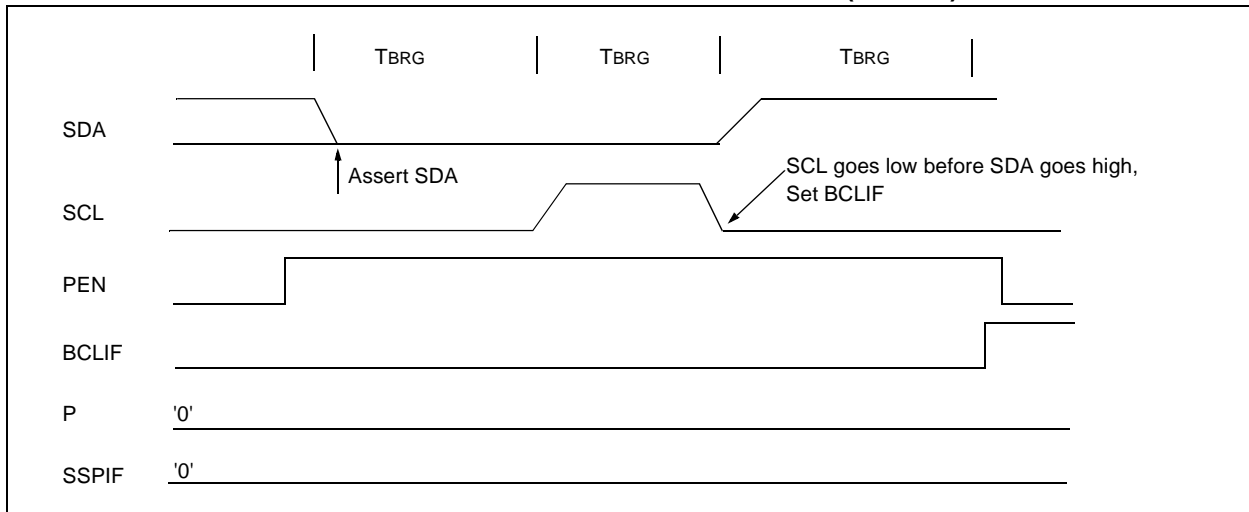 TBRG TBRG TBRG
SDA
Assert SDA
SCL goes low before SDA goes high,
Set BCLIF
SCL
PEN
BCLIF
P '0'
SSPIF '0'